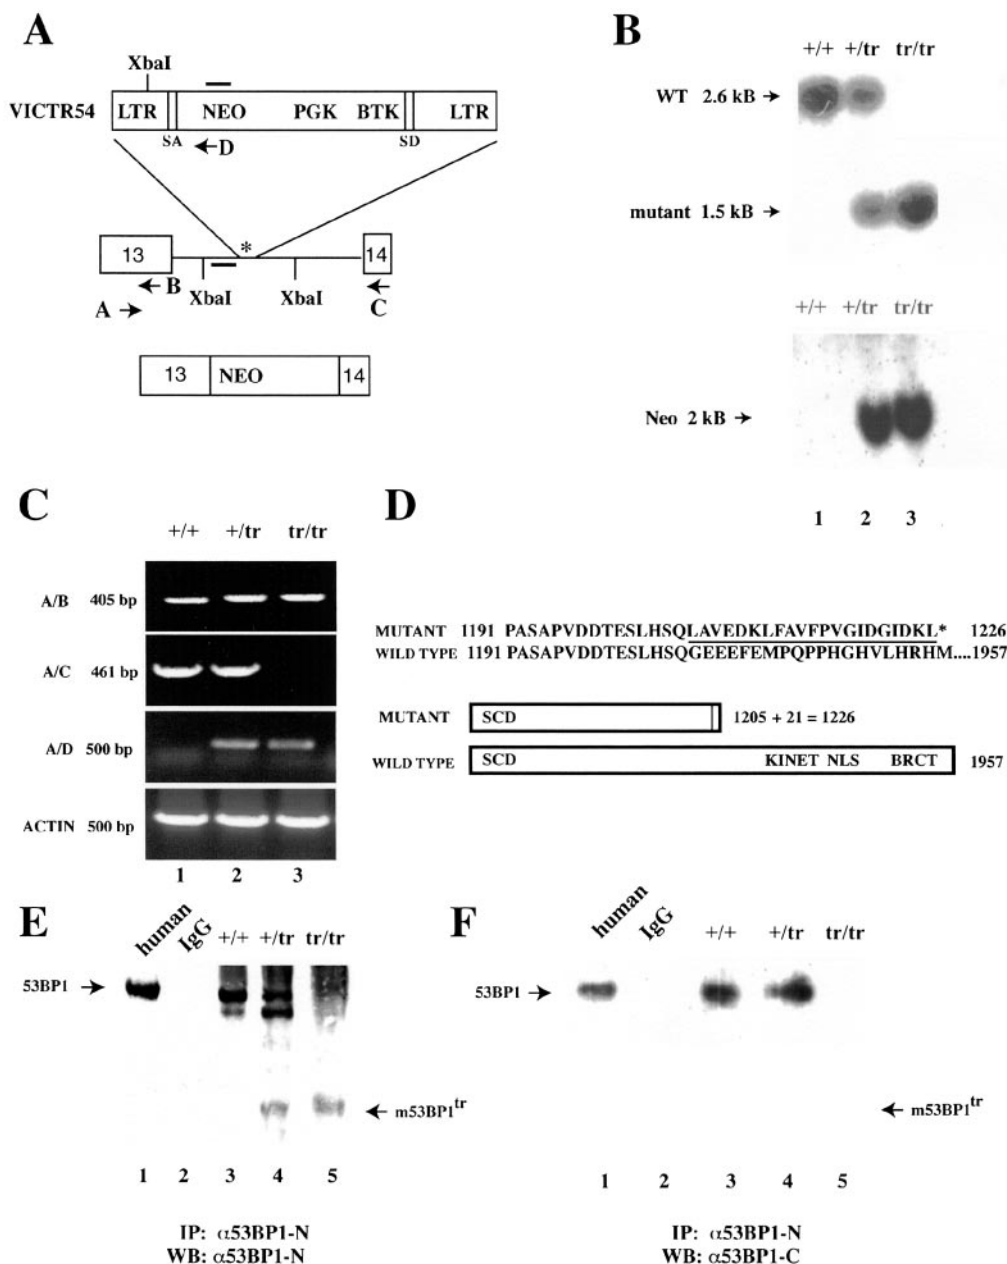 A
XbaI
VICTR54
LTR NEO PGK BTK LTR
SA
D
SD
13
*
14
B
XbaI
XbaI
A
C
13 NEO 14
B
+/+ +/tr tr/tr
WT 2.6 kB
mutant 1.5 kB
+/+ +/tr tr/tr
Neo 2 kB
1 2 3
C
+/+ +/tr tr/tr
A/B 405 bp
A/C 461 bp
A/D 500 bp
ACTIN 500 bp
1 2 3
D
MUTANT 1191 PASAPVDDTESLHSQLAVEDKLFAVFPVGIDGIDKL* 1226
WILD TYPE 1191 PASAPVDDTESLHSQGEEEFEMPQPPHGHVLHRHM....1957
MUTANT SCD 1205 + 21 = 1226
WILD TYPE SCD KINET NLS BRCT 1957
E
human IgG +/+ +/tr tr/tr
53BP1
m53BP1tr
1 2 3 4 5
IP: α53BP1-N
WB: α53BP1-N
F
human IgG +/+ +/tr tr/tr
53BP1
m53BP1tr
1 2 3 4 5
IP: α53BP1-N
WB: α53BP1-C